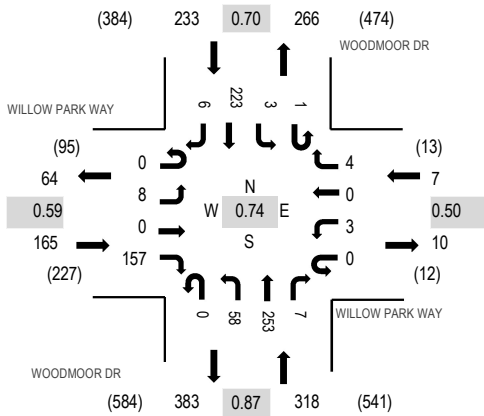 (384) 233 0.70 266 (474)
WOODMOOR DR
6 223 3 1
WILLOW PARK WAY
(95) (13)
0 4
64 7
8 N 0
0.59 W 0.74 E 0.50
0 S 3
165 10
157 0
(227) (12)
0 58 253 7
WILLOW PARK WAY
WOODMOOR DR
(584) 383 0.87 318 (541)